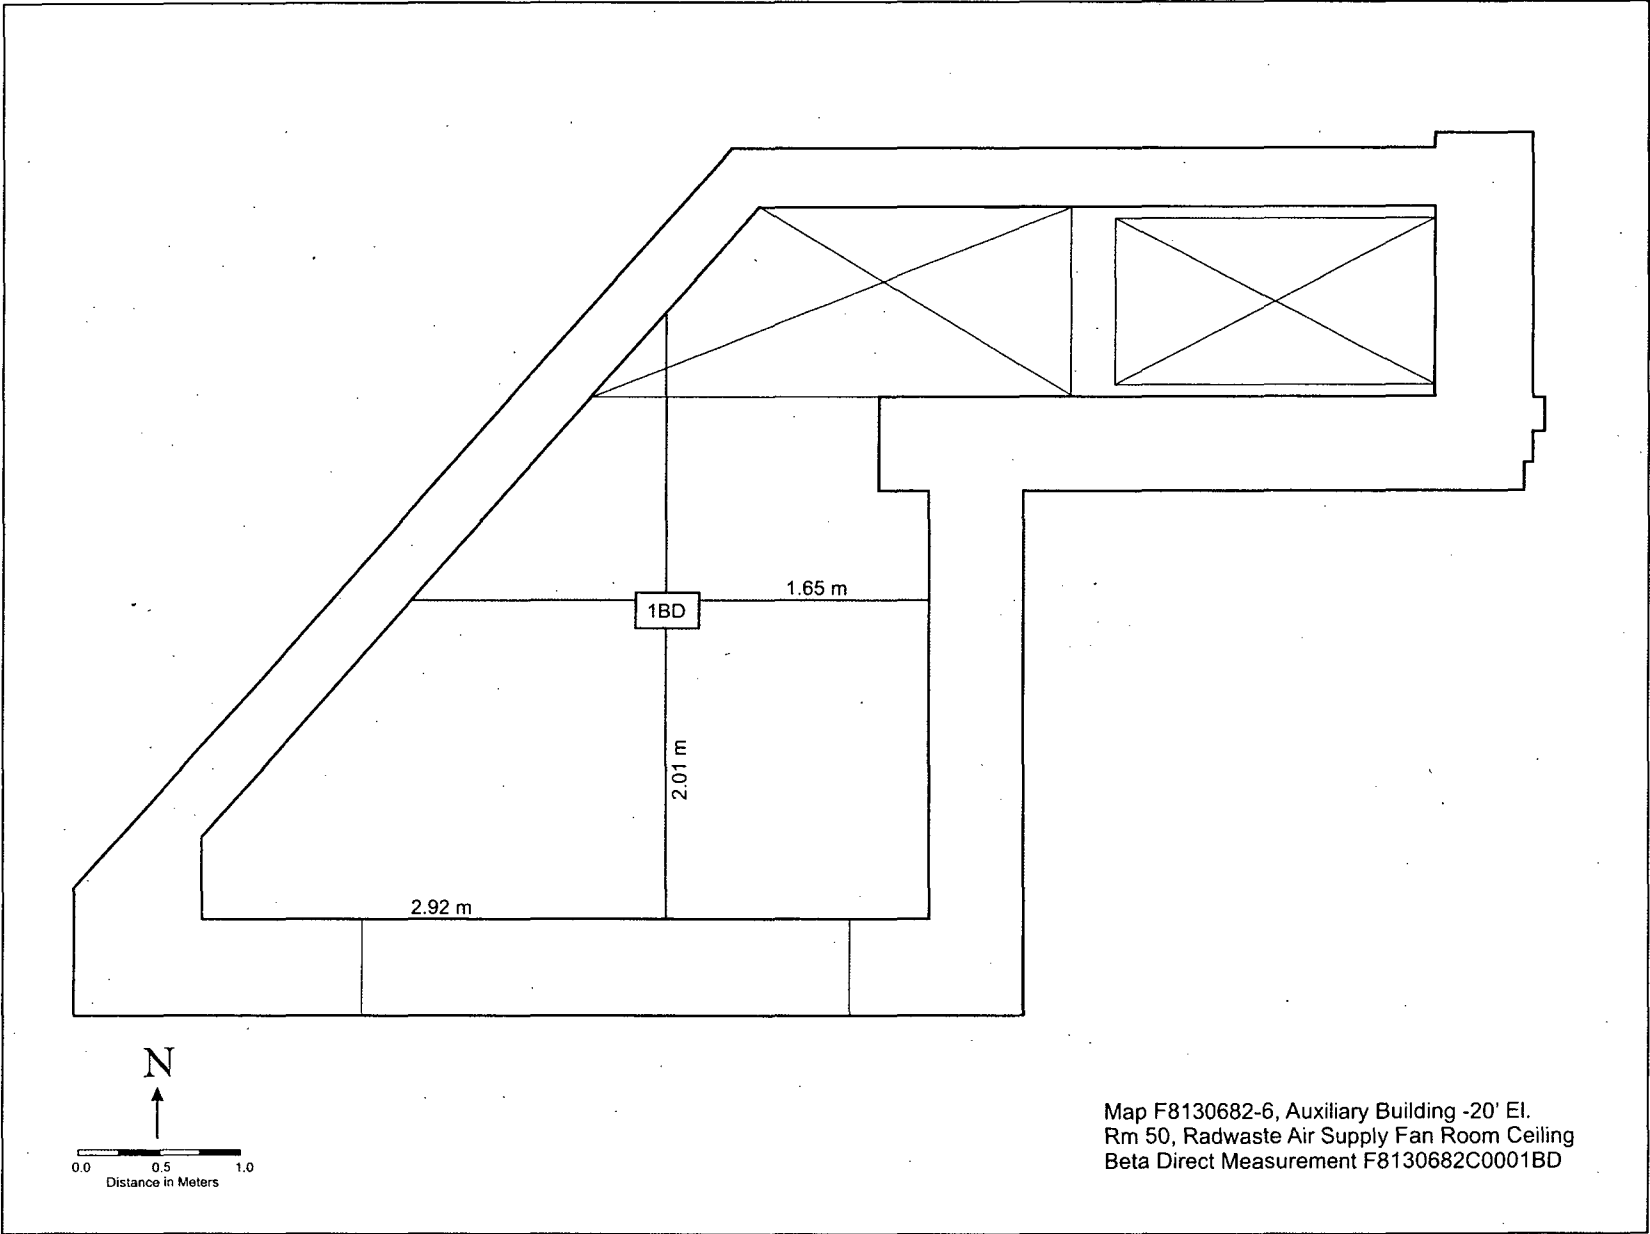 1.65 m
1BD
2.01 m
2.92 m
N
0.0 0.5 1.0
Distance in Meters
Map F8130682-6, Auxiliary Building -20' El.
Rm 50, Radwaste Air Supply Fan Room Ceiling
Beta Direct Measurement F8130682C0001BD